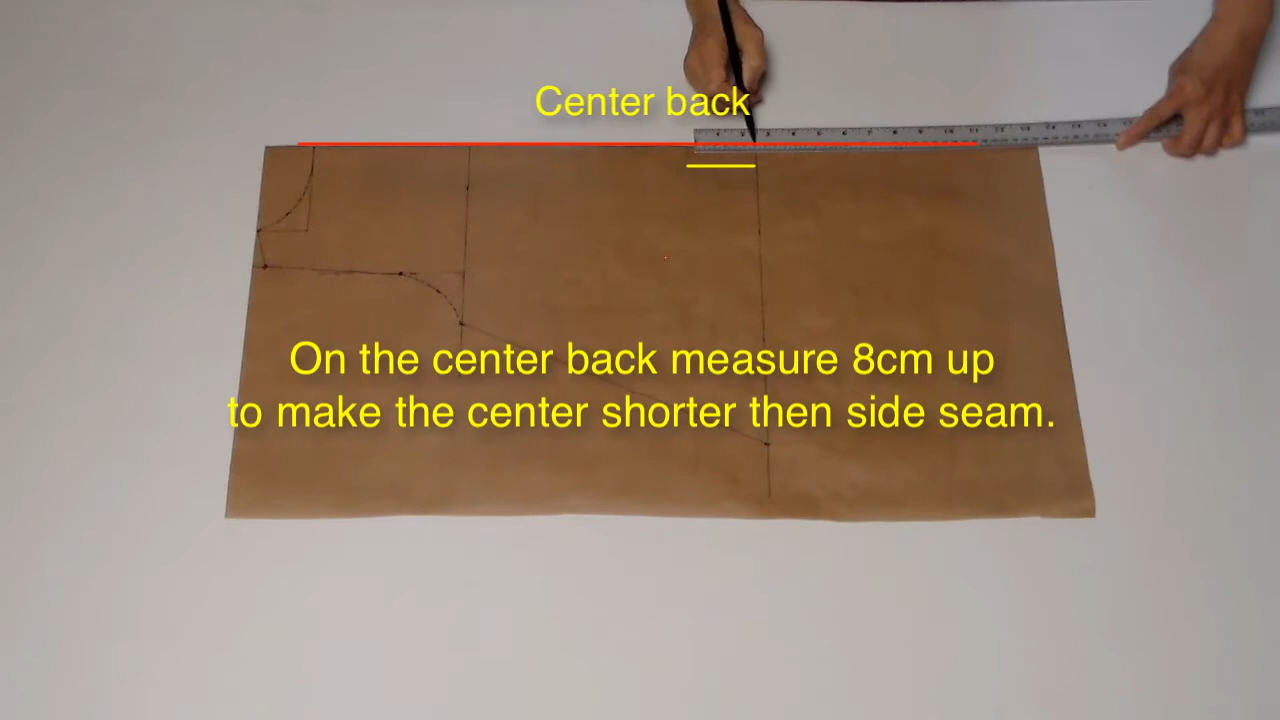 Center back
On the center back measure 8cm up
to make the center shorter then side seam.